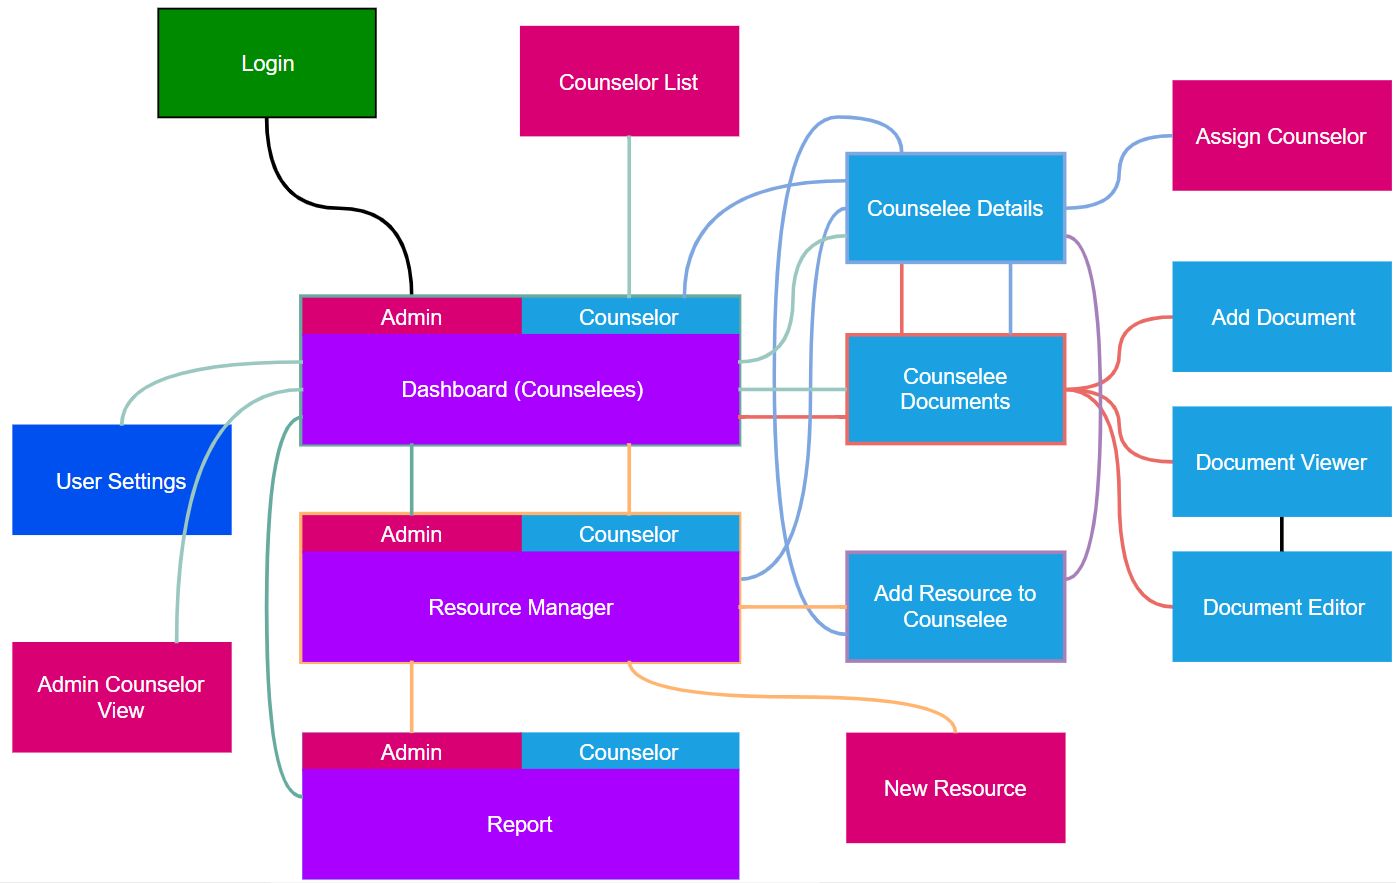 Login
Counselor List
Assign Counselor
Counselee Details
Add Document
Admin
Counselor
Dashboard (Counselees)
Counselee
Documents
Document Viewer
User Settings
Admin
Counselor
Resource Manager
Add Resource to
Counselee
Document Editor
Admin Counselor
View
Admin
Counselor
Report
New Resource